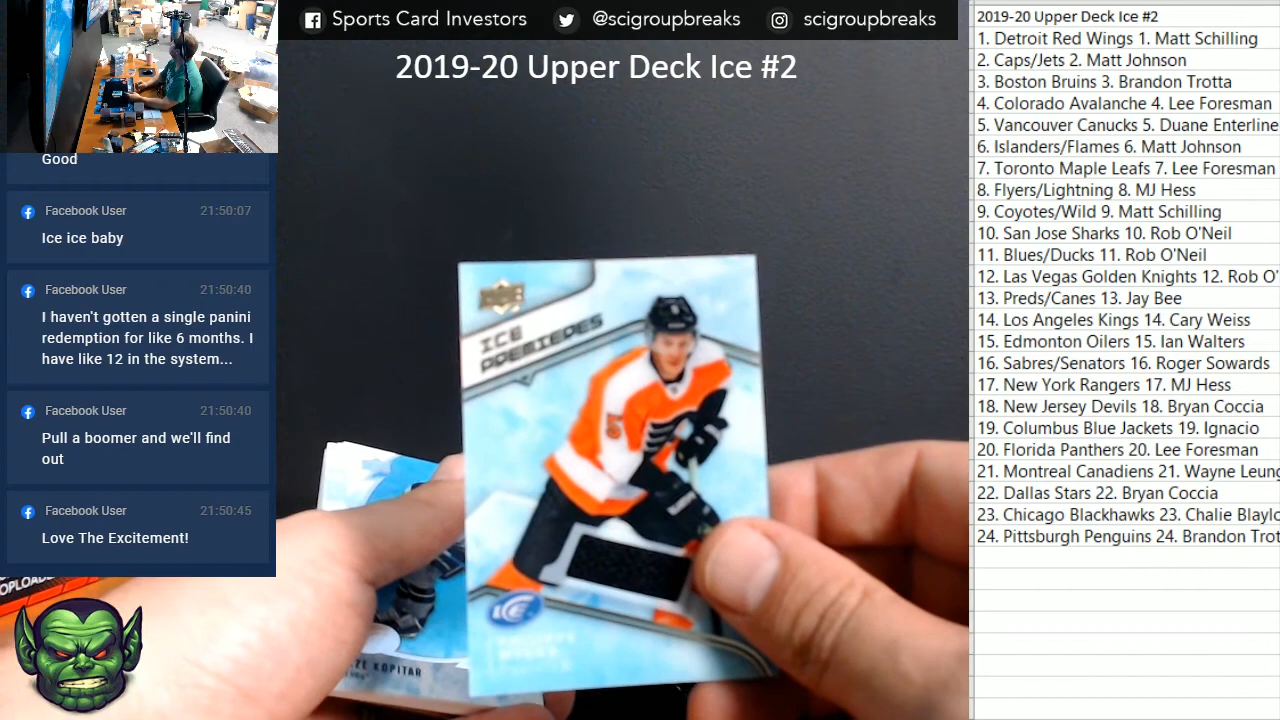 Sports Card Investors @scigroupbreaks scigroupbreaks
2019-20 Upper Deck Ice #2
Good
Facebook User 21:50:07
Ice ice baby
Facebook User 21:50:40
I haven't gotten a single panini
redemption for like 6 months. I
have like 12 in the system...
Facebook User 21:50:40
Pull a boomer and we'll find
out
Facebook User 21:50:45
Love The Excitement!
ICE
PREMIERES
ICE
ZE KOPITAR
2019-20 Upper Deck Ice #2
1. Detroit Red Wings 1. Matt Schilling
2. Caps/Jets 2. Matt Johnson
3. Boston Bruins 3. Brandon Trotta
4. Colorado Avalanche 4. Lee Foresman
5. Vancouver Canucks 5. Duane Enterline
6. Islanders/Flames 6. Matt Johnson
7. Toronto Maple Leafs 7. Lee Foresman
8. Flyers/Lightning 8. MJ Hess
9. Coyotes/Wild 9. Matt Schilling
10. San Jose Sharks 10. Rob O'Neil
11. Blues/Ducks 11. Rob O'Neil
12. Las Vegas Golden Knights 12. Rob O'
13. Preds/Canes 13. Jay Bee
14. Los Angeles Kings 14. Cary Weiss
15. Edmonton Oilers 15. Ian Walters
16. Sabres/Senators 16. Roger Sowards
17. New York Rangers 17. MJ Hess
18. New Jersey Devils 18. Bryan Coccia
19. Columbus Blue Jackets 19. Ignacio
20. Florida Panthers 20. Lee Foresman
21. Montreal Canadiens 21. Wayne Leung
22. Dallas Stars 22. Bryan Coccia
23. Chicago Blackhawks 23. Chalie Blaylo
24. Pittsburgh Penguins 24. Brandon Trot